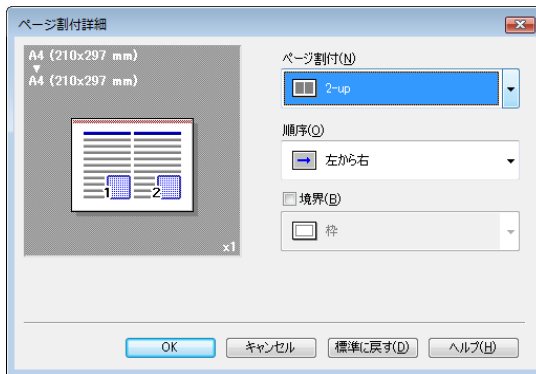 ページ割付詳細
A4 (210x297 mm)
A4 (210x297 mm)
1
2
x1
ページ割付(N)
2-up
順序(O)
左から右
境界(B)
枠
OK
キャンセル
標準に戻す(D)
ヘルプ(H)